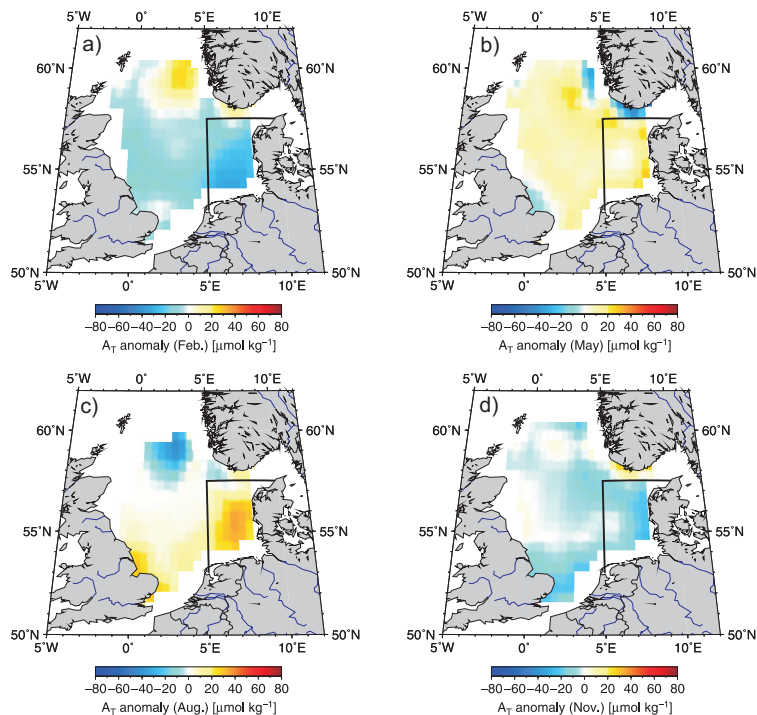 5°W 0° 5°E 10°E
a)
60°N 60°N
55°N 55°N
50°N 50°N
5°W 0° 5°E 10°E
−80−60−40−20 0 20 40 60 80
A_T anomaly (Feb.) [μmol kg⁻¹]
5°W 0° 5°E 10°E
b)
60°N 60°N
55°N 55°N
50°N 50°N
5°W 0° 5°E 10°E
−80−60−40−20 0 20 40 60 80
A_T anomaly (May) [μmol kg⁻¹]
5°W 0° 5°E 10°E
c)
60°N 60°N
55°N 55°N
50°N 50°N
5°W 0° 5°E 10°E
−80−60−40−20 0 20 40 60 80
A_T anomaly (Aug.) [μmol kg⁻¹]
5°W 0° 5°E 10°E
d)
60°N 60°N
55°N 55°N
50°N 50°N
5°W 0° 5°E 10°E
−80−60−40−20 0 20 40 60 80
A_T anomaly (Nov.) [μmol kg⁻¹]